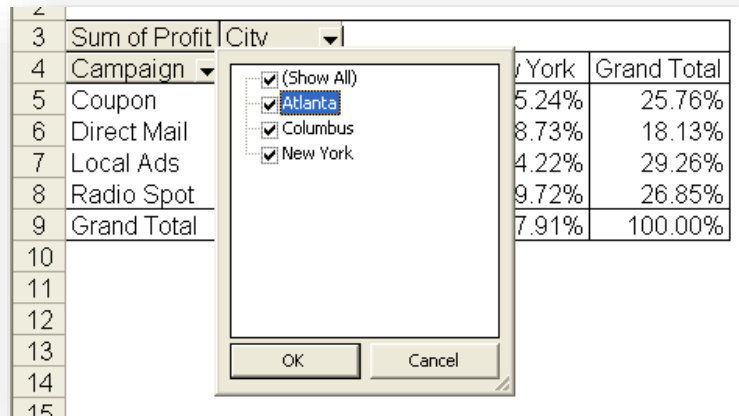 2
3 Sum of Profit City
4 Campaign York Grand Total
(Show All)
5 Coupon Atlanta 5.24% 25.76%
6 Direct Mail Columbus 8.73% 18.13%
7 Local Ads New York 4.22% 29.26%
8 Radio Spot 9.72% 26.85%
9 Grand Total 7.91% 100.00%
10
11
12
13 OK Cancel
14
15